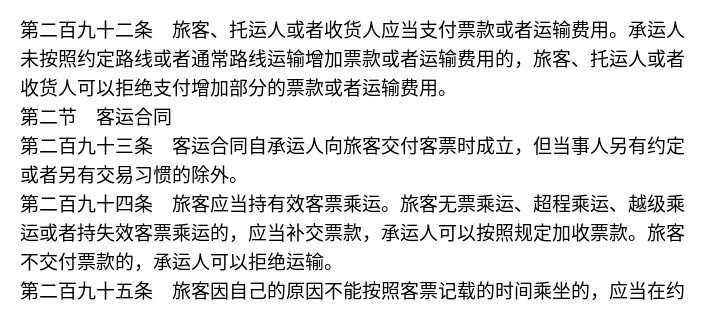 第二百九十二条　旅客、托运人或者收货人应当支付票款或者运输费用。承运人
未按照约定路线或者通常路线运输增加票款或者运输费用的，旅客、托运人或者
收货人可以拒绝支付增加部分的票款或者运输费用。
第二节　客运合同
第二百九十三条　客运合同自承运人向旅客交付客票时成立，但当事人另有约定
或者另有交易习惯的除外。
第二百九十四条　旅客应当持有效客票乘运。旅客无票乘运、超程乘运、越级乘
运或者持失效客票乘运的，应当补交票款，承运人可以按照规定加收票款。旅客
不交付票款的，承运人可以拒绝运输。
第二百九十五条　旅客因自己的原因不能按照客票记载的时间乘坐的，应当在约